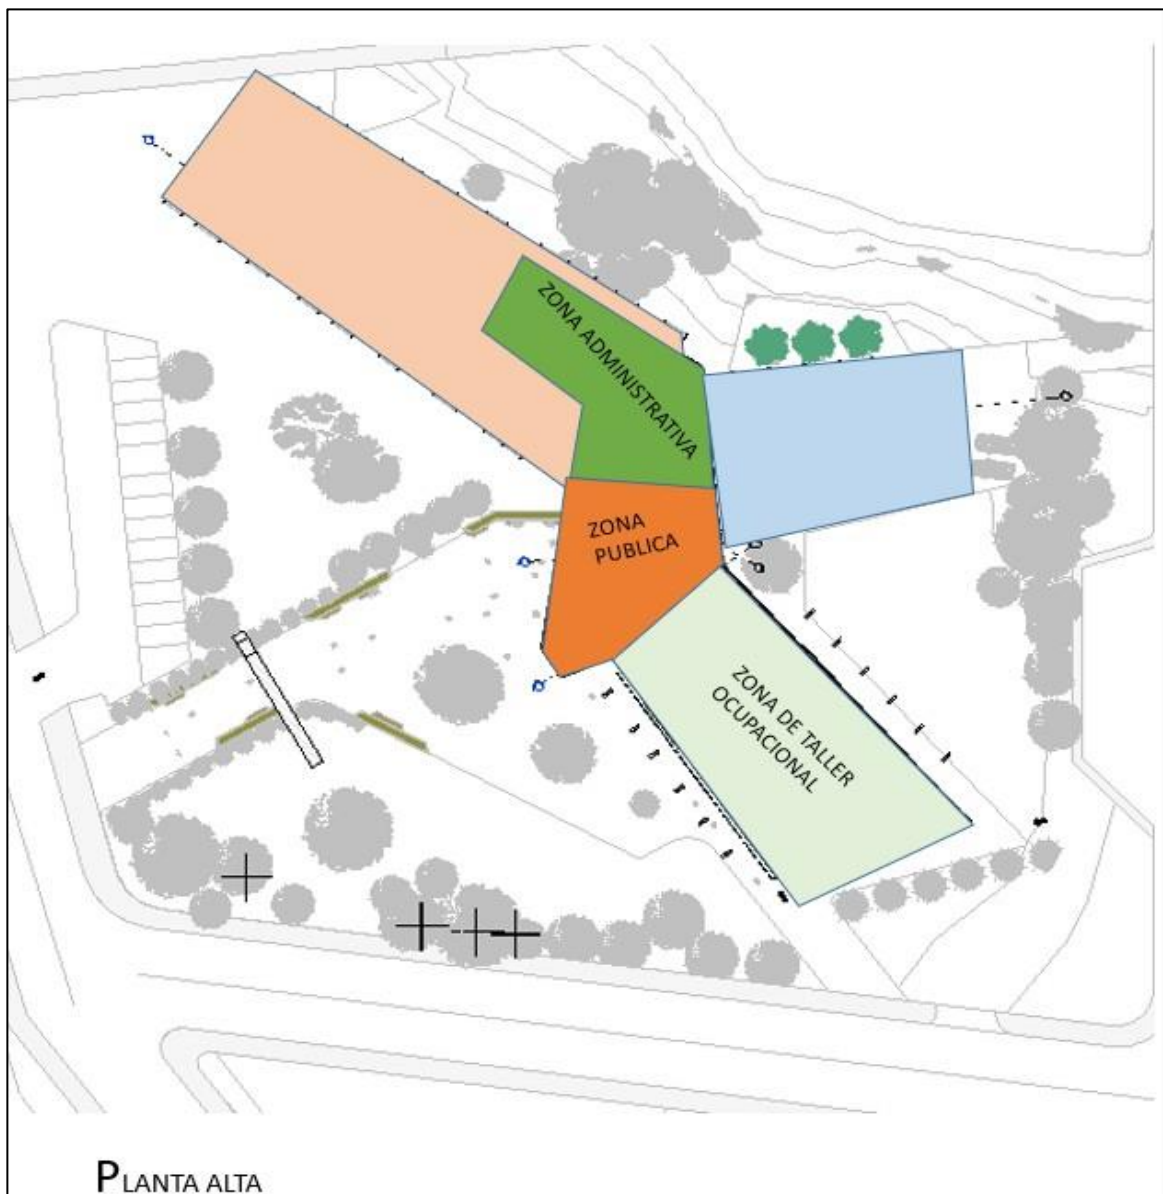 ZONA ADMINISTRATIVA
ZONA
PUBLICA
ZONA DE TALLER
OCUPACIONAL
PLANTA ALTA